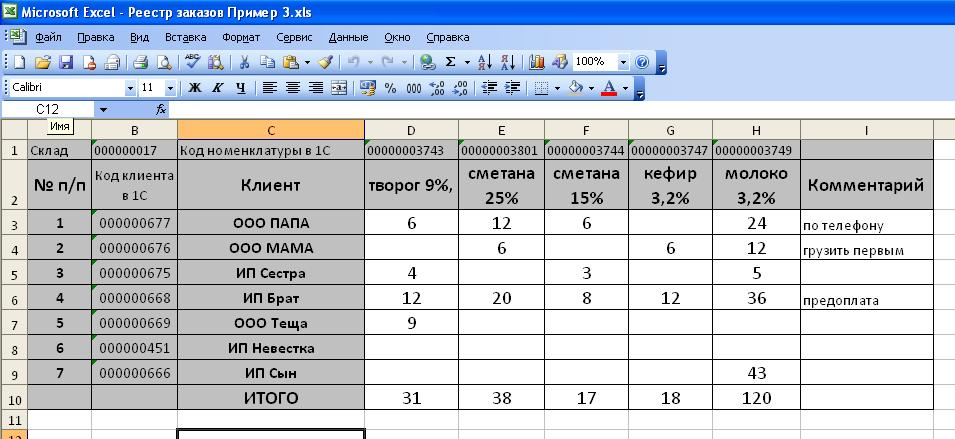 Microsoft Excel - Реестр заказов Пример 3.xls
Файл Правка Вид Вставка Формат Сервис Данные Окно Справка
100%
Calibri 11 Ж К Ч % 000
C12 fx
Имя
B C D E F G H I
1 Склад 000000017 Код номенклатуры в 1С 00000003743 00000003801 00000003744 00000003747 00000003749
2 № п/п Код клиента в 1С Клиент творог 9%, сметана 25% сметана 15% кефир 3,2% молоко 3,2% Комментарий
3 1 000000677 ООО ПАПА 6 12 6 24 по телефону
4 2 000000676 ООО МАМА 6 6 12 грузить первым
5 3 000000675 ИП Сестра 4 3 5
6 4 000000668 ИП Брат 12 20 8 12 36 предоплата
7 5 000000669 ООО Теща 9
8 6 000000451 ИП Невестка
9 7 000000666 ИП Сын 43
10 ИТОГО 31 38 17 18 120
11
12